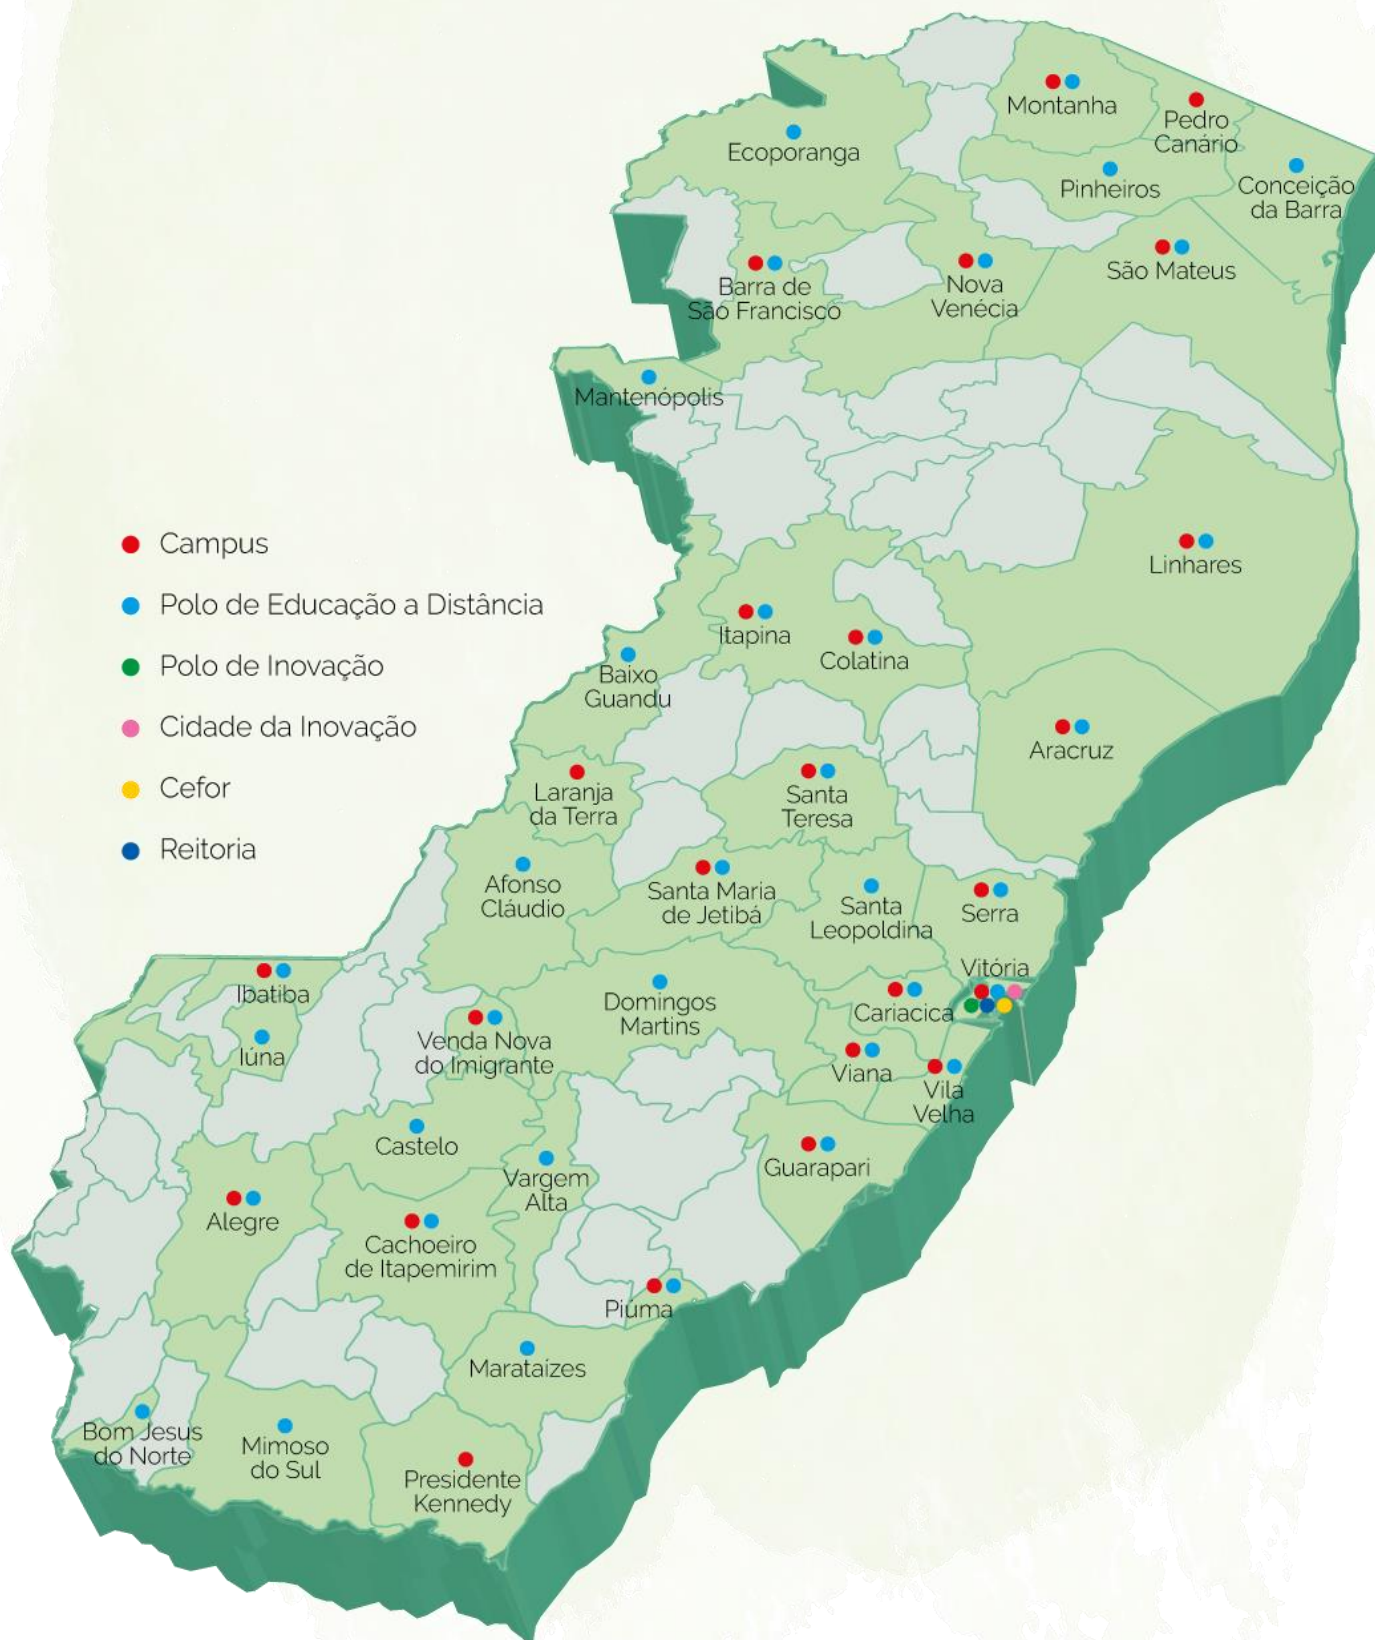 Montanha
Pedro
Canário
Ecoporanga
Pinheiros
Conceição
da Barra
São Mateus
Barra de
São Francisco
Nova
Venécia
Mantenópolis
Campus
Polo de Educação a Distância
Polo de Inovação
Cidade da Inovação
Cefor
Reitoria
Linhares
Itapina
Colatina
Baixo
Guandu
Aracruz
Laranja
da Terra
Santa
Teresa
Afonso
Cláudio
Santa Maria
de Jetibá
Santa
Leopoldina
Serra
Vitória
Ibatiba
Domingos
Martins
Cariacica
Venda Nova
do Imigrante
Iúna
Viana
Vila
Velha
Castelo
Vargem
Alta
Guarapari
Alegre
Cachoeiro
de Itapemirim
Piúma
Marataízes
Bom Jesus
do Norte
Mimoso
do Sul
Presidente
Kennedy